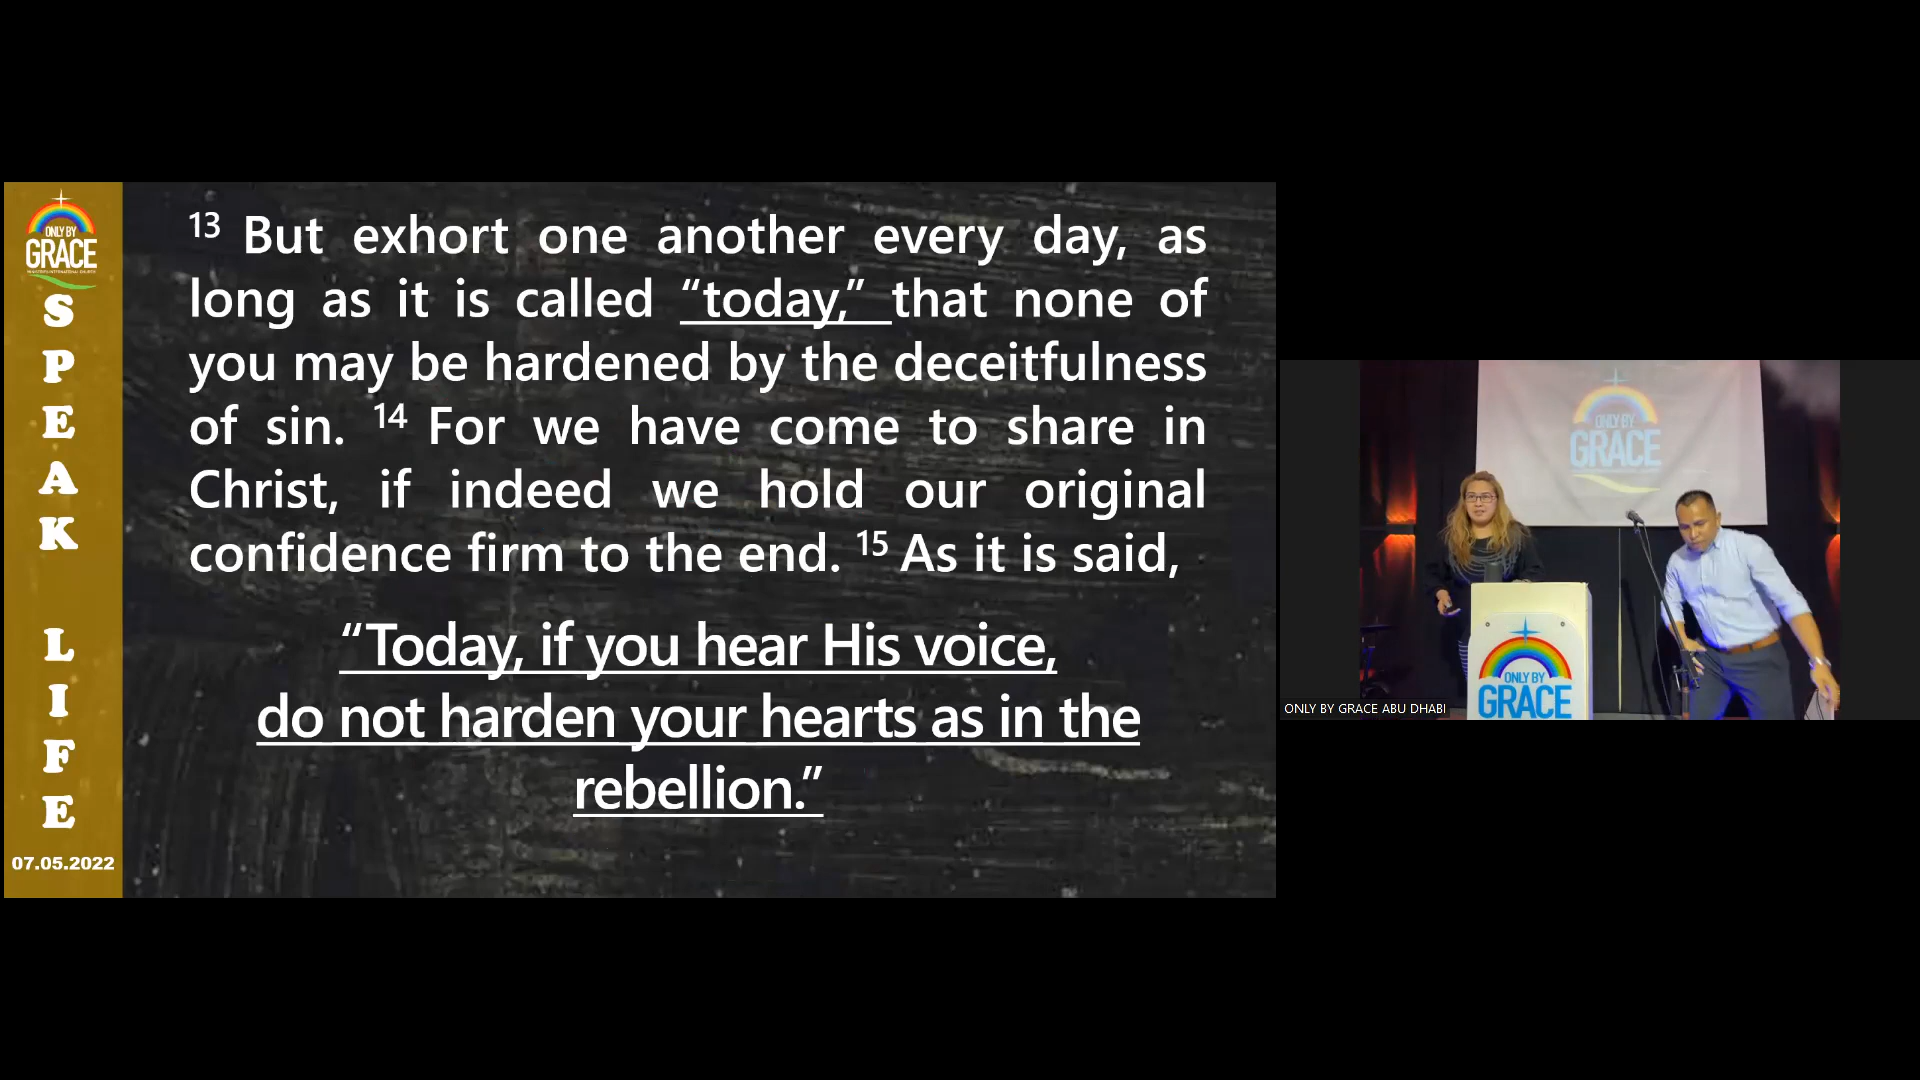 ONLY BY
GRACE
MINISTRIES INTERNATIONAL CHURCH
S
P
E
A
K
L
I
F
E
07.05.2022
13 But exhort one another every day, as
long as it is called “today,” that none of
you may be hardened by the deceitfulness
of sin. 14 For we have come to share in
Christ, if indeed we hold our original
confidence firm to the end. 15 As it is said,
“Today, if you hear His voice,
do not harden your hearts as in the
rebellion.”
ONLY BY
GRACE
ONLY BY
GRACE
ONLY BY GRACE ABU DHABI